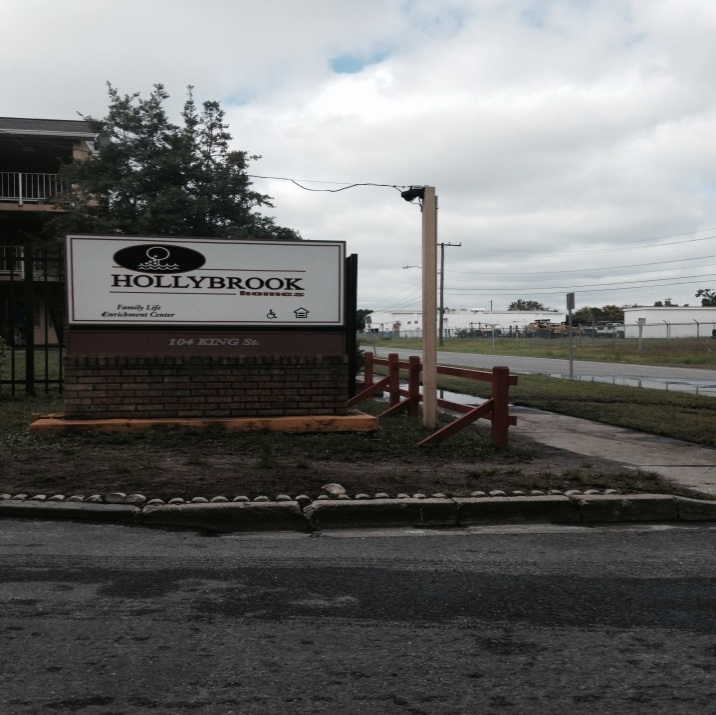 HOLLYBROOK
homes
Family Life
Enrichment Center
104 KING St.